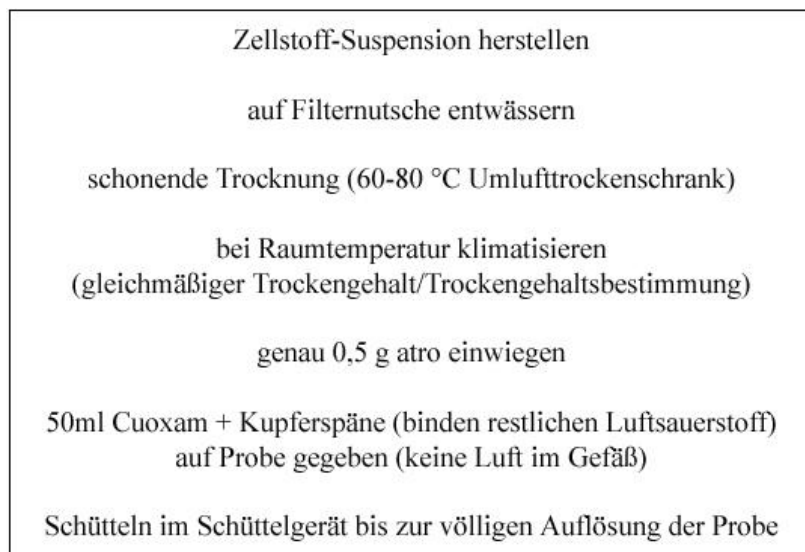 Zellstoff-Suspension herstellen
auf Filternutsche entwässern
schonende Trocknung (60-80 °C Umlufttrockenschrank)
bei Raumtemperatur klimatisieren
(gleichmäßiger Trockengehalt/Trockengehaltsbestimmung)
genau 0,5 g atro einwiegen
50ml Cuoxam + Kupferspäne (binden restlichen Luftsauerstoff)
auf Probe gegeben (keine Luft im Gefäß)
Schütteln im Schüttelgerät bis zur völligen Auflösung der Probe